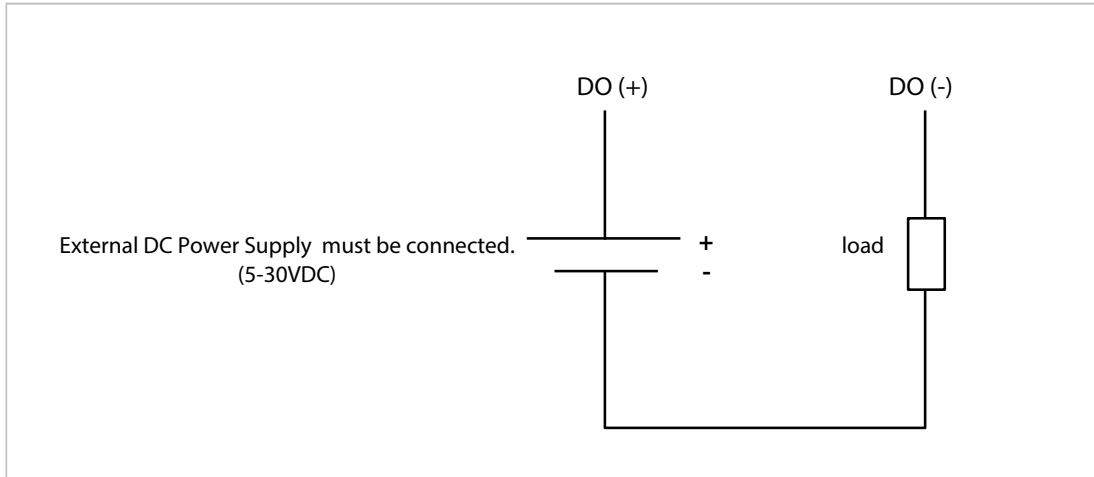 DO (+)
DO (-)
External DC Power Supply  must be connected.
(5-30VDC)
+
-
load